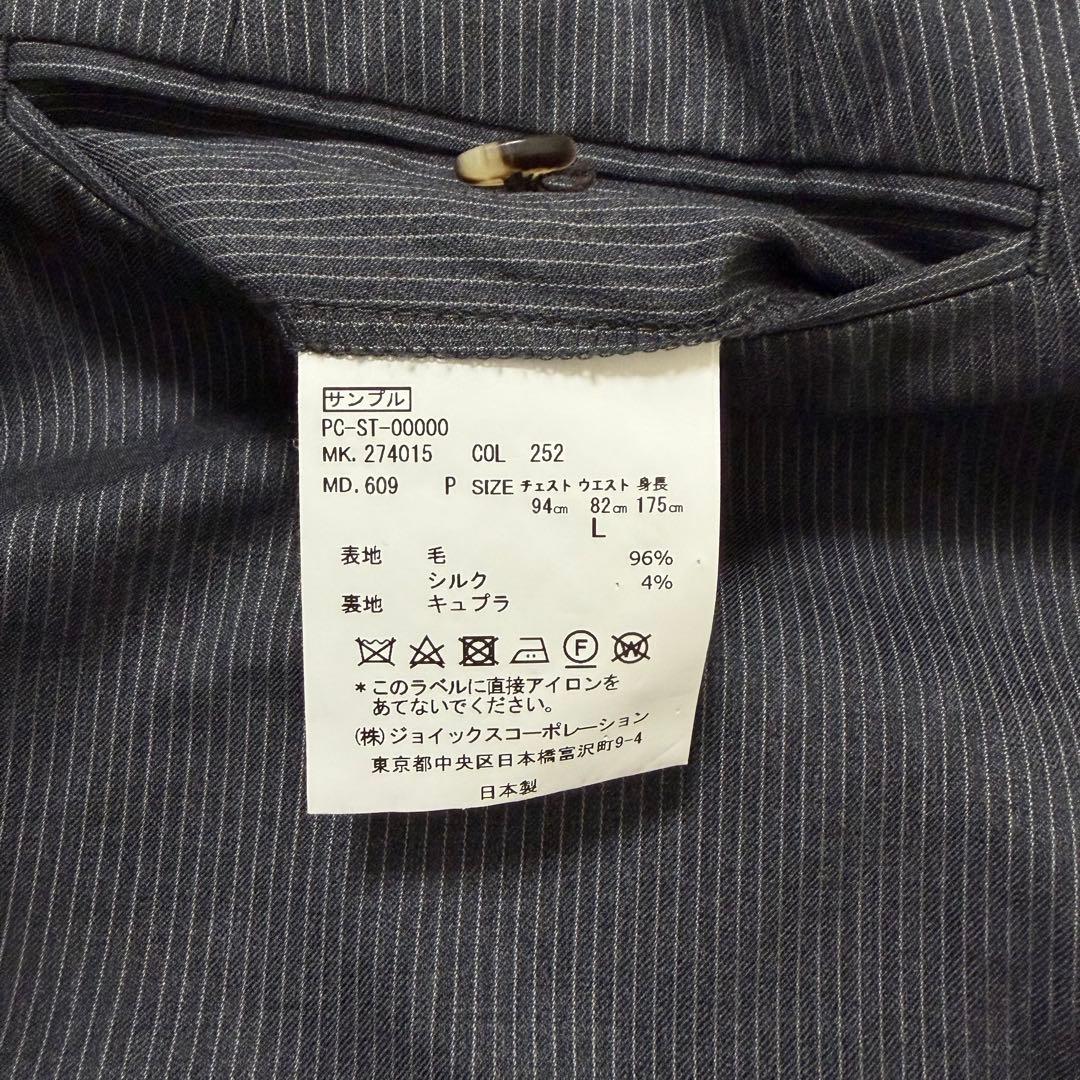 サンプル
PC-ST-00000
MK. 274015 COL 252
MD. 609 P SIZE チェスト ウエスト 身長
94cm 82cm 175cm
L
表地 毛 96%
シルク 4%
裏地 キュプラ
F W
*このラベルに直接アイロンを
あてないでください。
(株)ジョイックスコーポレーション
東京都中央区日本橋富沢町9-4
日本製